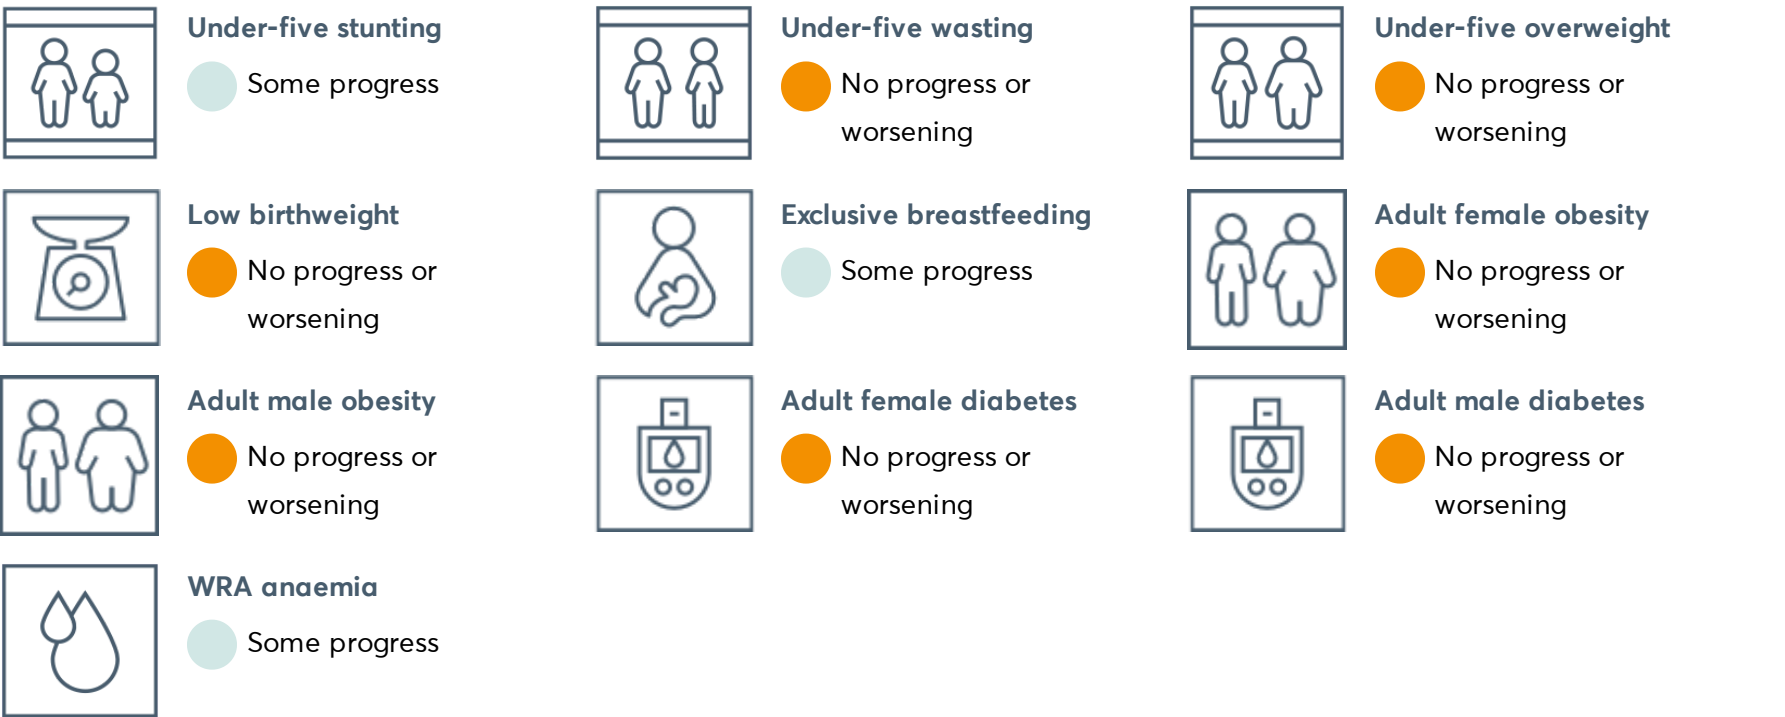 Under-five stunting
Some progress
Under-five wasting
No progress or
worsening
Under-five overweight
No progress or
worsening
Low birthweight
No progress or
worsening
Exclusive breastfeeding
Some progress
Adult female obesity
No progress or
worsening
Adult male obesity
No progress or
worsening
Adult female diabetes
No progress or
worsening
Adult male diabetes
No progress or
worsening
WRA anaemia
Some progress